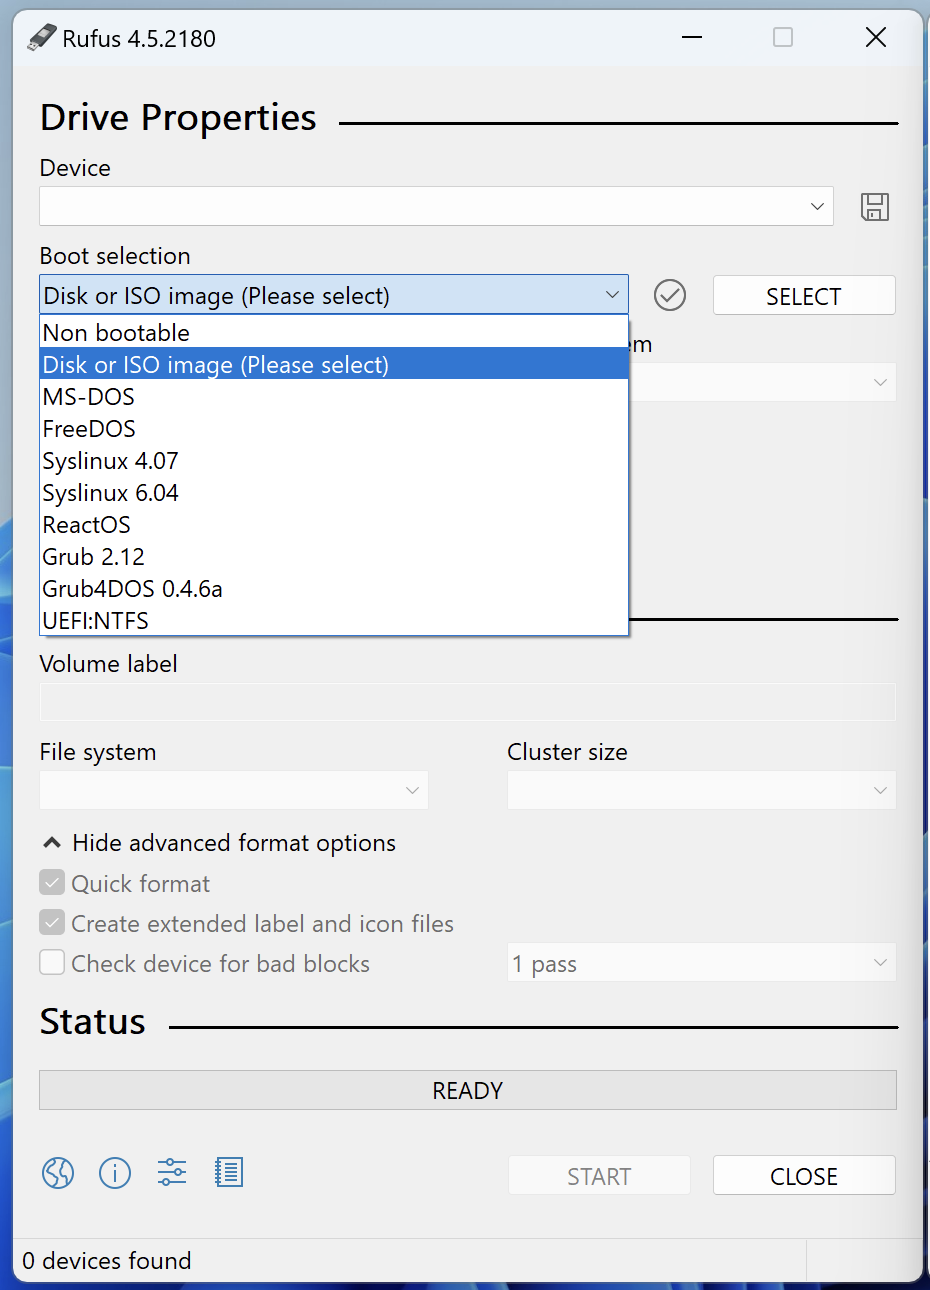 Rufus 4.5.2180
Drive Properties
Device
Boot selection
Disk or ISO image (Please select)
SELECT
Non bootable
Disk or ISO image (Please select)
MS-DOS
FreeDOS
Syslinux 4.07
Syslinux 6.04
ReactOS
Grub 2.12
Grub4DOS 0.4.6a
UEFI:NTFS
Volume label
File system
Cluster size
Hide advanced format options
Quick format
Create extended label and icon files
Check device for bad blocks
1 pass
Status
READY
START
CLOSE
0 devices found